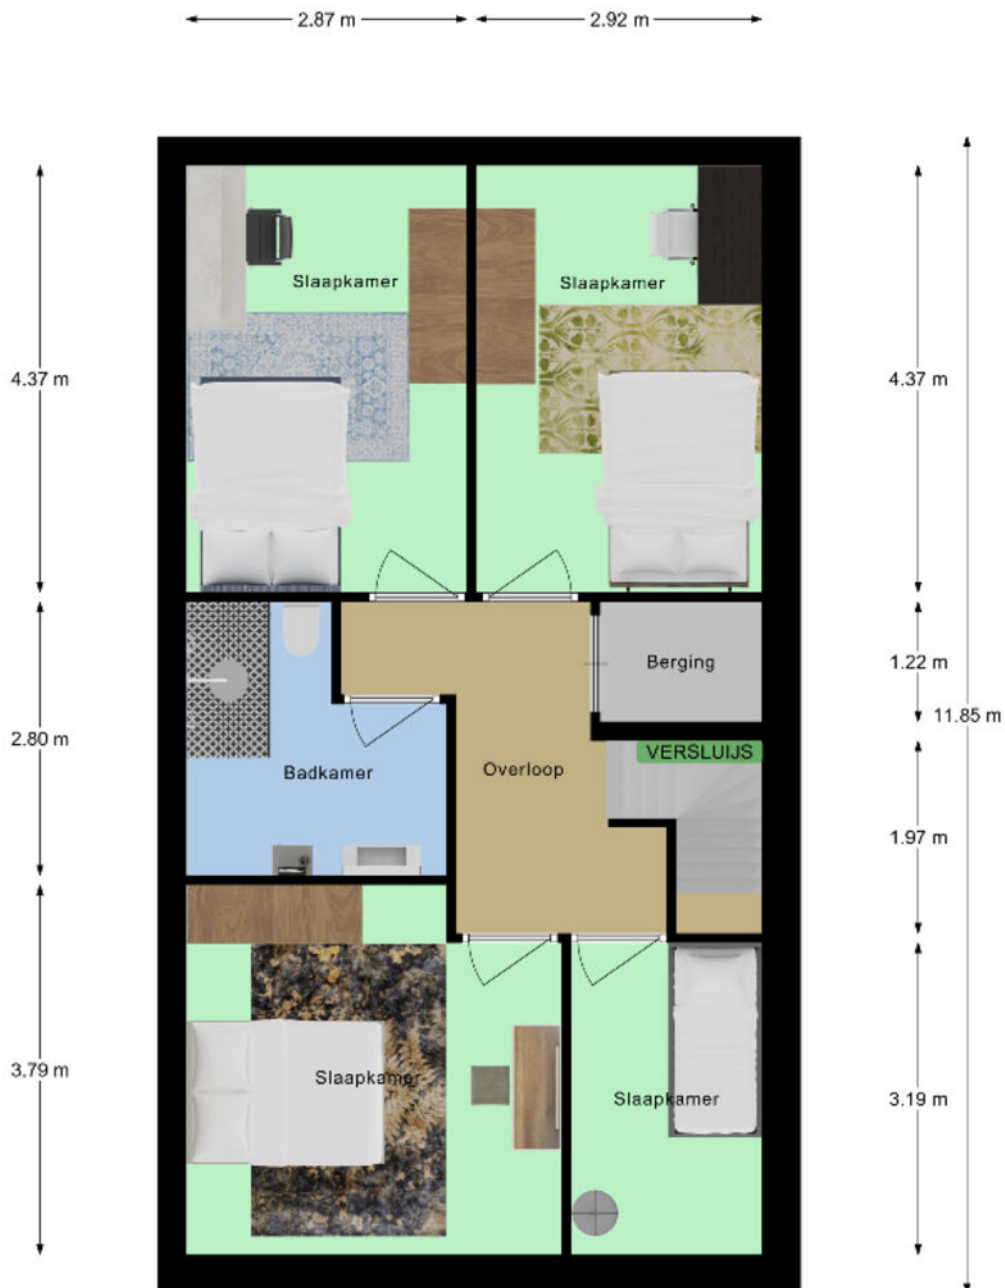 2.87 m
2.92 m
Slaapkamer
Slaapkamer
4.37 m
4.37 m
Berging
1.22 m
11.85 m
2.80 m
VERSLUIJS
Overloop
Badkamer
1.97 m
3.79 m
Slaapkamer
Slaapkamer
3.19 m